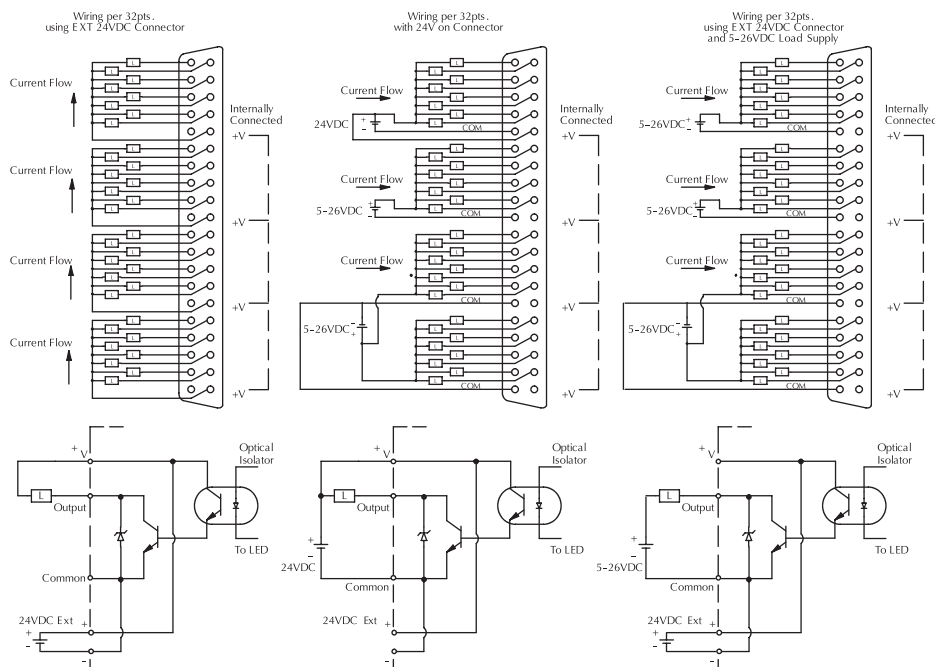 Wiring per 32pts.
using EXT 24VDC Connector
Current Flow
L
L
L
L
L
L
L
L
Internally
Connected
+V
Current Flow
L
L
L
L
L
L
L
L
+V
Current Flow
L
L
L
L
L
L
L
L
+V
Current Flow
L
L
L
L
L
L
L
L
+V
Wiring per 32pts.
with 24V on Connector
Current Flow
L
L
L
L
L
L
L
L
24VDC
+
-
COM
Internally
Connected
+V
Current Flow
L
L
L
L
L
L
L
L
5-26VDC
+
-
COM
+V
Current Flow
L
L
L
L
L
L
L
L
COM
+V
5-26VDC
-
+
L
L
L
L
L
L
L
L
COM
+V
Wiring per 32pts.
using EXT 24VDC Connector
and 5-26VDC Load Supply
Current Flow
L
L
L
L
L
L
L
L
5-26VDC
+
-
COM
Internally
Connected
+V
Current Flow
L
L
L
L
L
L
L
L
5-26VDC
+
-
COM
+V
Current Flow
L
L
L
L
L
L
L
L
COM
+V
5-26VDC
-
+
L
L
L
L
L
L
L
L
COM
+V
+ V
Optical
Isolator
L
Output
To LED
Common
24VDC Ext +
+
-
-
+ V
Optical
Isolator
L
Output
To LED
+
-
24VDC
Common
24VDC Ext +
-
+ V
Optical
Isolator
L
Output
To LED
+
-
5-26VDC
Common
24VDC Ext +
+
-
-